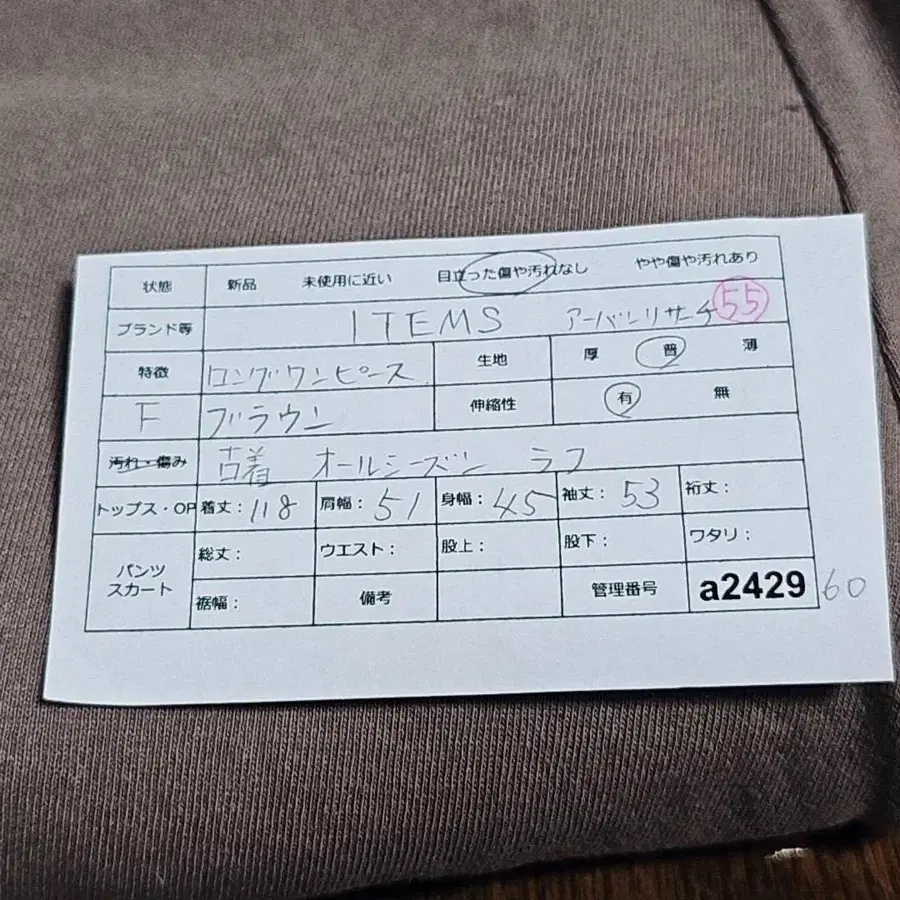 状態 新品 未使用に近い 目立った傷や汚れなし やや傷や汚れあり
ブランド等 ITEMS アーバンリサーチ 55
特徴 ロングワンピース 生地 厚 普 薄
F ブラウン 伸縮性 有 無
汚れ・傷み 古着 オールシーズン ラフ
トップス・OP 着丈:118 肩幅:51 身幅:45 袖丈:53 裄丈:
パンツ スカート 総丈: ウエスト: 股上: 股下: ワタリ:
裾幅: 備考 管理番号 a2429 60